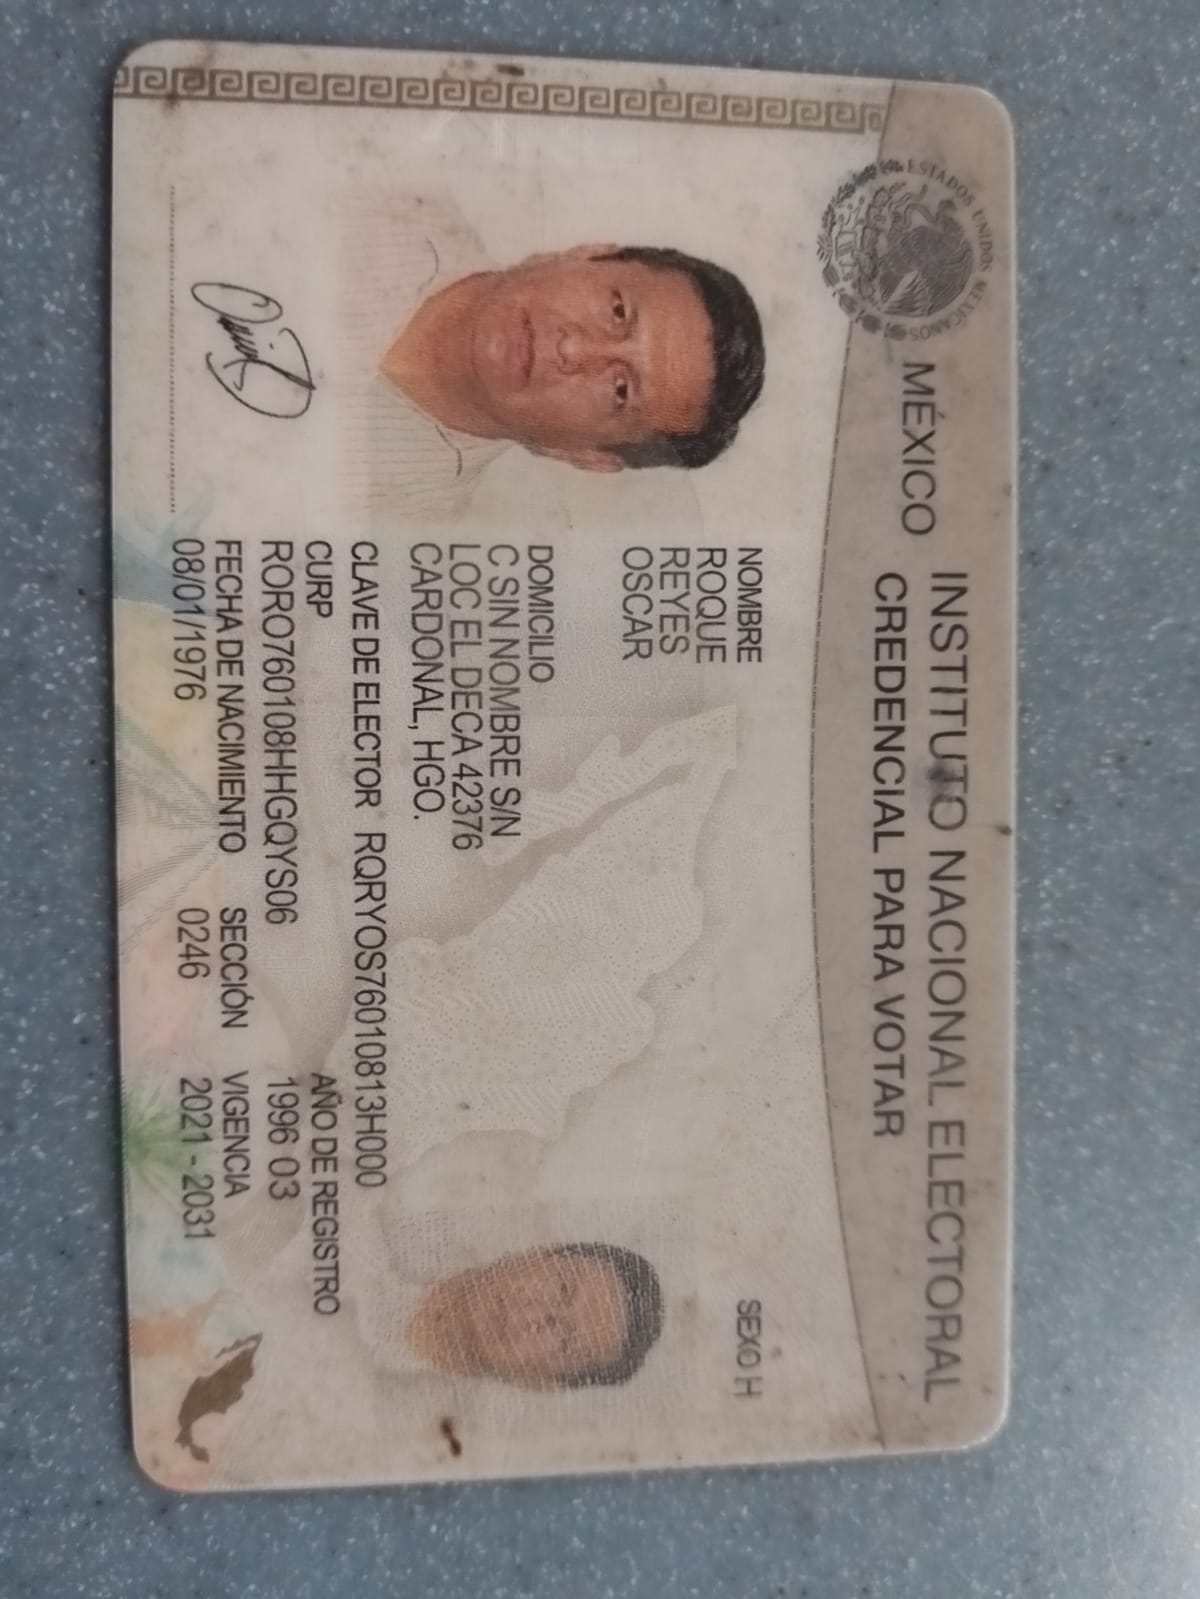 ESTADOS UNIDOS MEXICANOS
MÉXICO
INSTITUTO NACIONAL ELECTORAL
CREDENCIAL PARA VOTAR
NOMBRE
ROQUE
REYES
OSCAR
SEXO H
DOMICILIO
C SIN NOMBRE S/N
LOC EL DECA 42376
CARDONAL, HGO.
CLAVE DE ELECTOR RQRYOS76010813H000
CURP
RORO760108HHGQYS06
AÑO DE REGISTRO
1996 03
FECHA DE NACIMIENTO
08/01/1976
SECCIÓN
0246
VIGENCIA
2021 - 2031